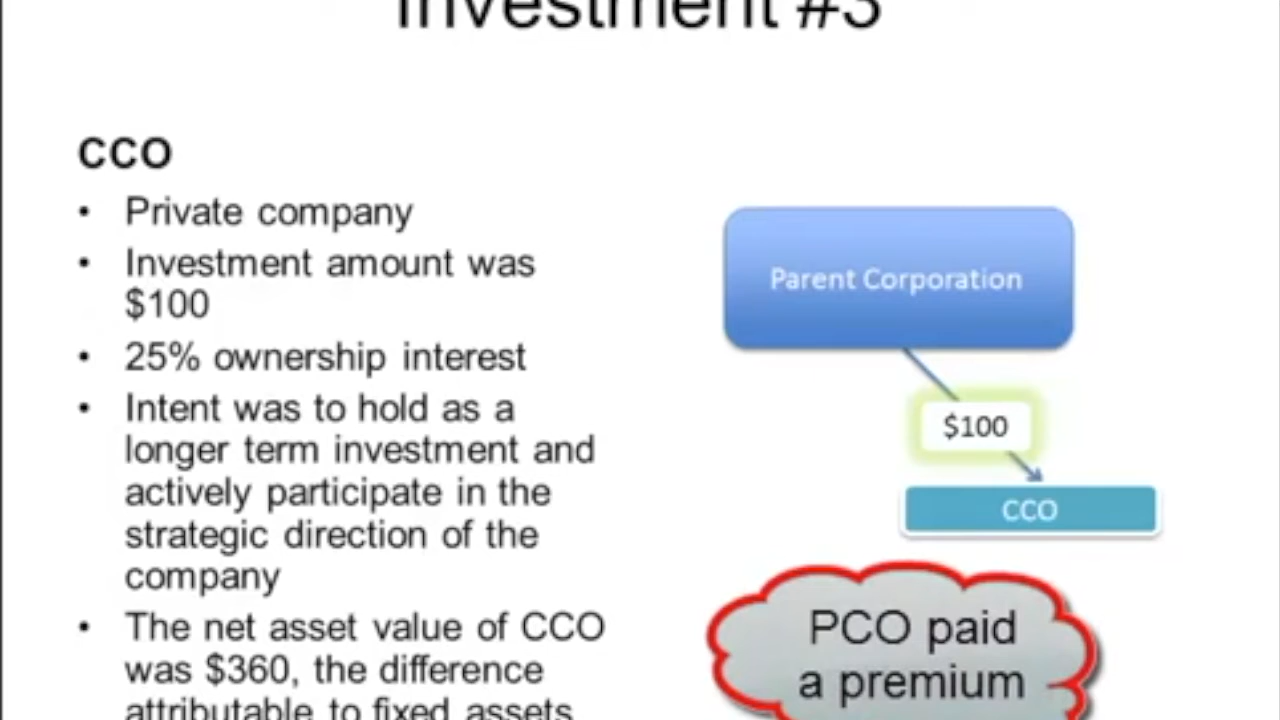 Investment #3
CCO
• Private company
• Investment amount was
$100
• 25% ownership interest
• Intent was to hold as a
longer term investment and
actively participate in the
strategic direction of the
company
• The net asset value of CCO
was $360, the difference
attributable to fixed assets
Parent Corporation
$100
CCO
PCO paid
a premium